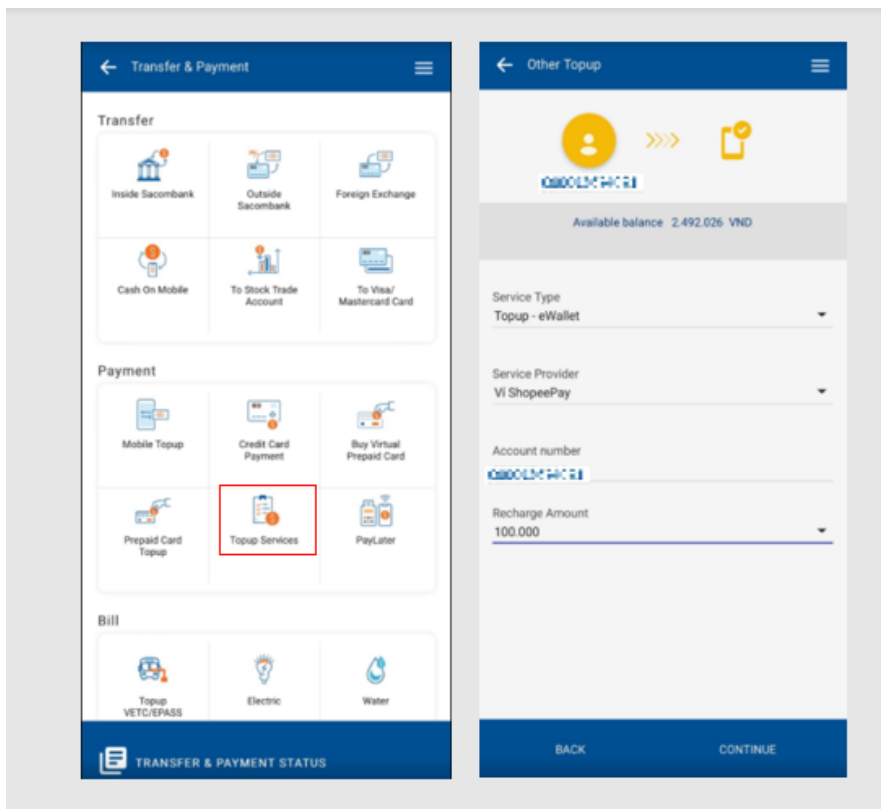 Transfer & Payment
Transfer
Inside Sacombank
Outside
Sacombank
Foreign Exchange
Cash On Mobile
To Stock Trade
Account
To Visa/
Mastercard Card
Payment
Mobile Topup
Credit Card
Payment
Buy Virtual
Prepaid Card
Prepaid Card
Topup
Topup Services
PayLater
Bill
Topup
VETC/EPASS
Electric
Water
TRANSFER & PAYMENT STATUS
Other Topup
Available balance 2.492.026 VND
Service Type
Topup - eWallet
Service Provider
Ví ShopeePay
Account number
Recharge Amount
100.000
BACK
CONTINUE